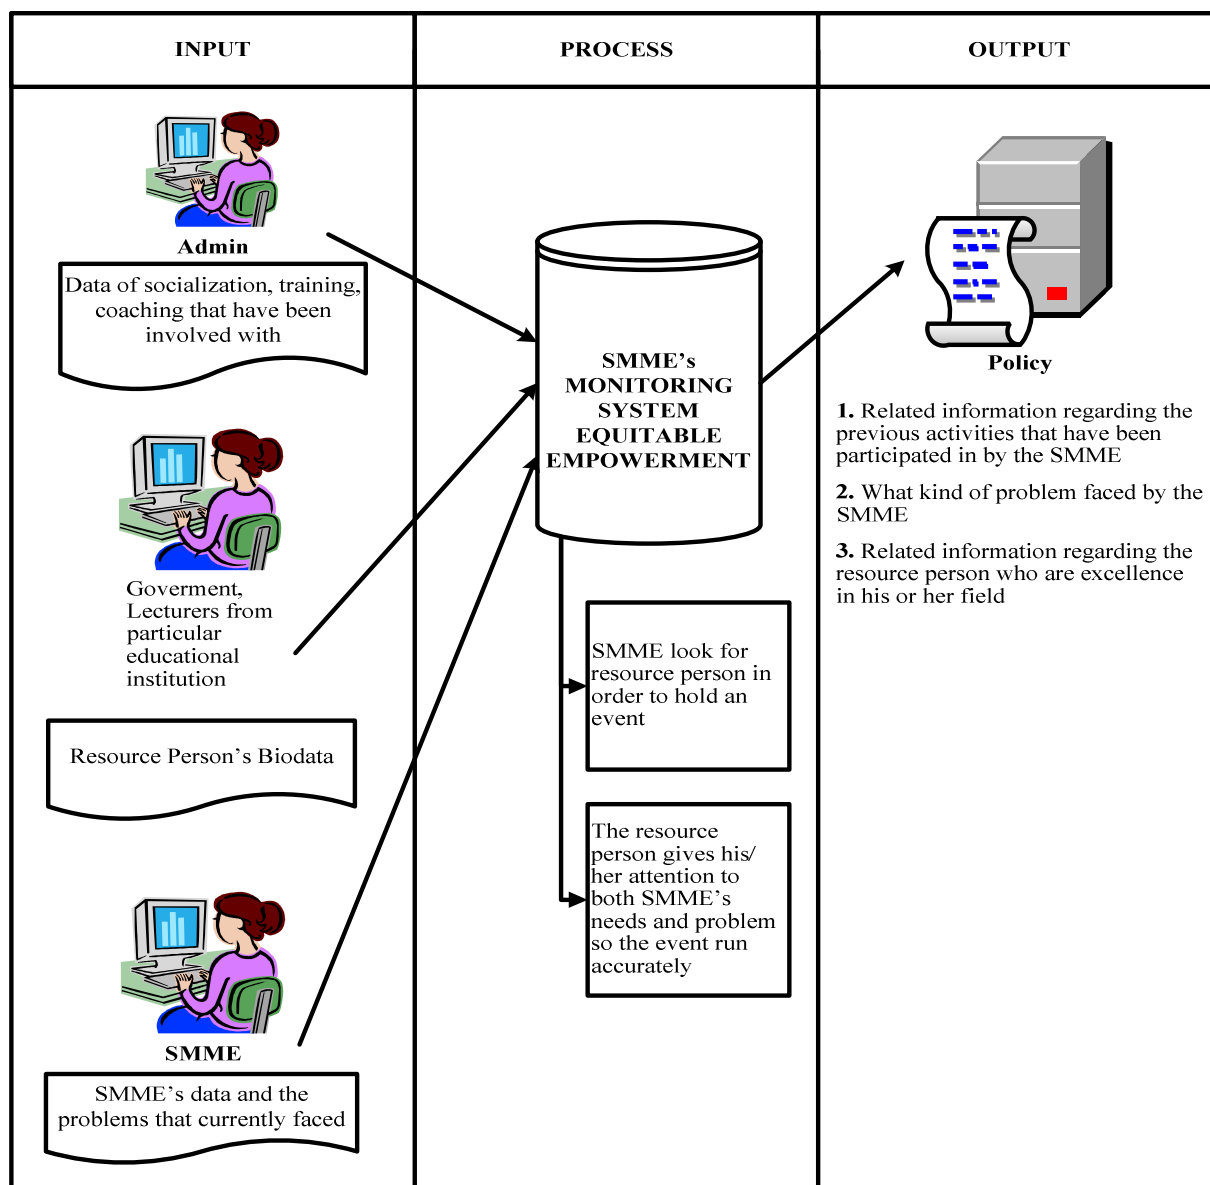 INPUT
PROCESS
OUTPUT
Admin
Data of socialization, training,
coaching that have been
involved with
Goverment,
Lecturers from
particular
educational
institution
Resource Person's Biodata
SMME
SMME's data and the
problems that currently faced
SMME's
MONITORING
SYSTEM
EQUITABLE
EMPOWERMENT
SMME look for
resource person in
order to hold an
event
The resource
person gives his/
her attention to
both SMME's
needs and problem
so the event run
accurately
Policy
1. Related information regarding the
previous activities that have been
participated in by the SMME
2. What kind of problem faced by the
SMME
3. Related information regarding the
resource person who are excellence
in his or her field